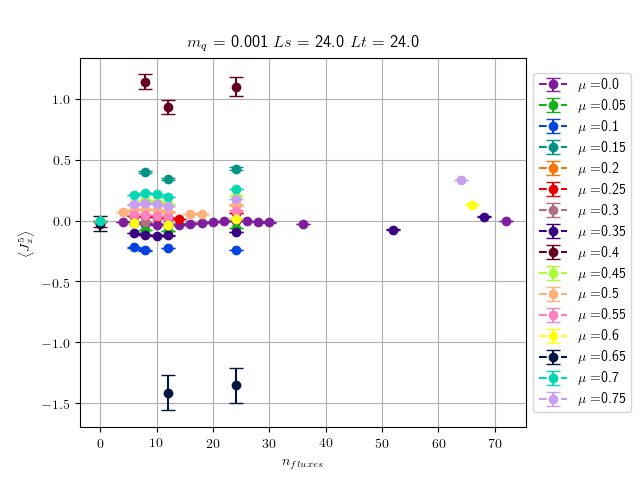 m_q = 0.001 Ls = 24.0 Lt = 24.0
⟨J_z^5⟩
1.0
0.5
0.0
−0.5
−1.0
−1.5
0 10 20 30 40 50 60 70
n_fluxes
μ =0.0
μ =0.05
μ =0.1
μ =0.15
μ =0.2
μ =0.25
μ =0.3
μ =0.35
μ =0.4
μ =0.45
μ =0.5
μ =0.55
μ =0.6
μ =0.65
μ =0.7
μ =0.75